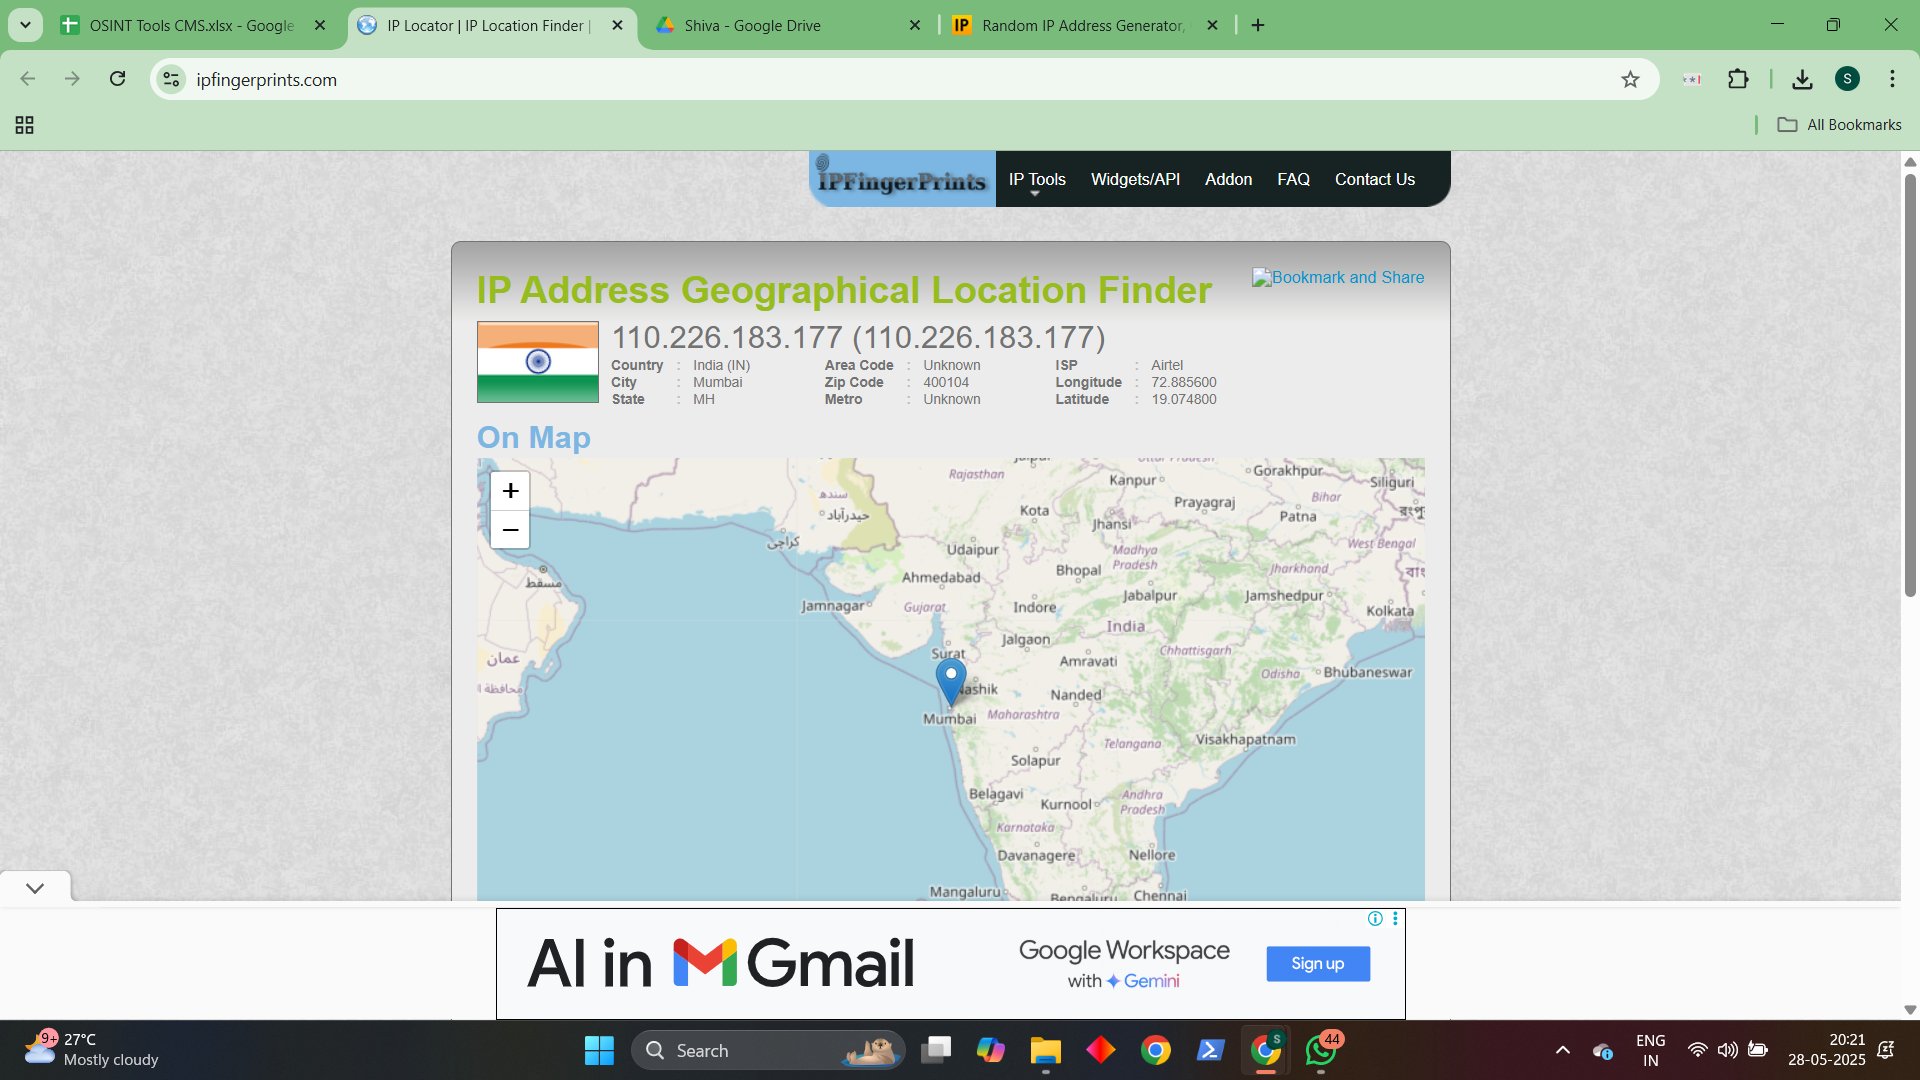 OSINT Tools CMS.xlsx - Google
IP Locator | IP Location Finder |
Shiva - Google Drive
IP
Random IP Address Generator,
ipfingerprints.com
S
All Bookmarks
IPFingerPrints
IP Tools
Widgets/API
Addon
FAQ
Contact Us
IP Address Geographical Location Finder
Bookmark and Share
110.226.183.177 (110.226.183.177)
Country : India (IN) Area Code : Unknown ISP : Airtel
City : Mumbai Zip Code : 400104 Longitude : 72.885600
State : MH Metro : Unknown Latitude : 19.074800
On Map
+
−
Rajasthan
Kanpur
Gorakhpur
Siliguri
سنده
Prayagraj
Bihar
حیدرآباد
Kota
Jhansi
Patna
کراچی
Udaipur
Madhya
Pradesh
West Bengal
Ahmedabad
Bhopal
Jharkhand
مسقط
Jamnagar
Gujarat
Indore
Jabalpur
Jamshedpur
Kolkata
Jalgaon
India
عمان
Surat
Amravati
Chhattisgarh
Odisha
Bhubaneswar
Nashik
Nanded
Mumbai
Maharashtra
Telangana
Visakhapatnam
Solapur
Belagavi
Kurnool
Andhra
Pradesh
Karnataka
Davanagere
Nellore
Mangaluru
Bengaluru
Chennai
AI in Gmail
Google Workspace
with Gemini
Sign up
9+
27°C
Mostly cloudy
Search
S
44
ENG
IN
20:21
28-05-2025